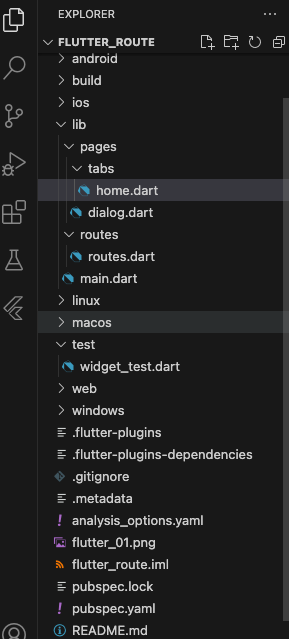 EXPLORER
FLUTTER_ROUTE
android
build
ios
lib
pages
tabs
home.dart
dialog.dart
routes
routes.dart
main.dart
linux
macos
test
widget_test.dart
web
windows
.flutter-plugins
.flutter-plugins-dependencies
.gitignore
.metadata
analysis_options.yaml
flutter_01.png
flutter_route.iml
pubspec.lock
pubspec.yaml
README.md